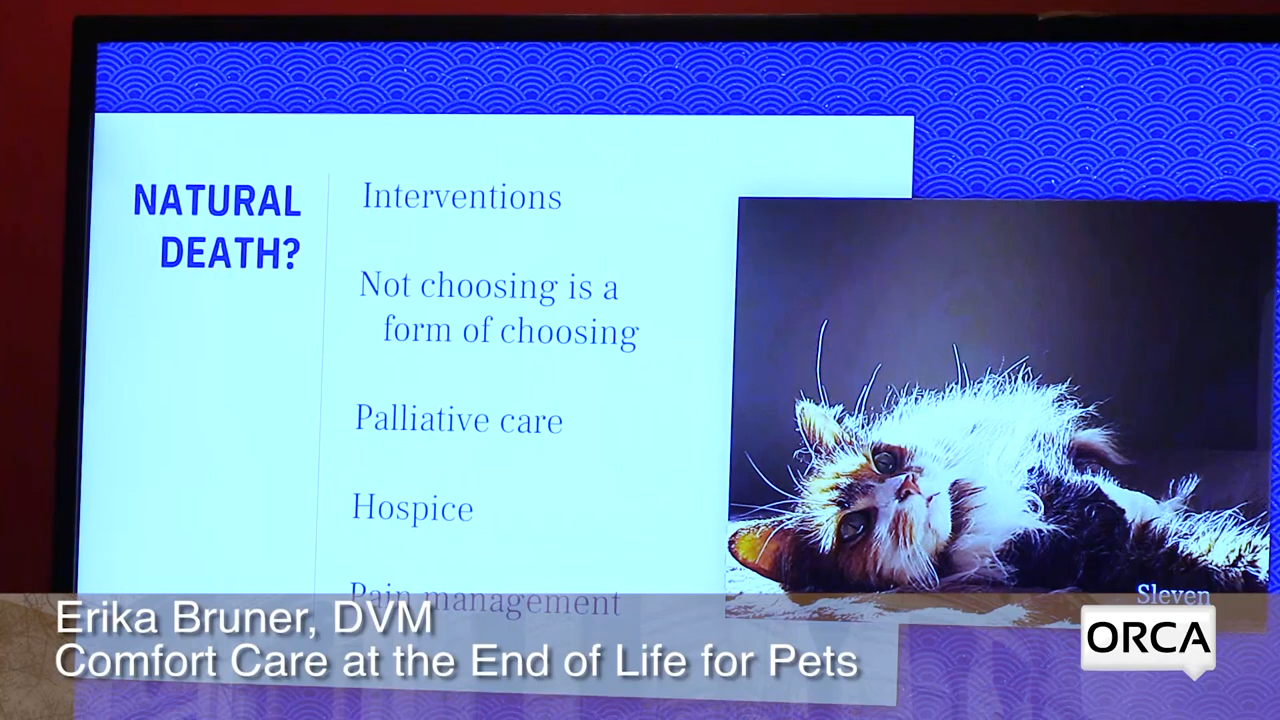 NATURAL
DEATH?
Interventions
Not choosing is a
form of choosing
Palliative care
Hospice
Pain management
Sleven
Erika Bruner, DVM
Comfort Care at the End of Life for Pets
ORCA